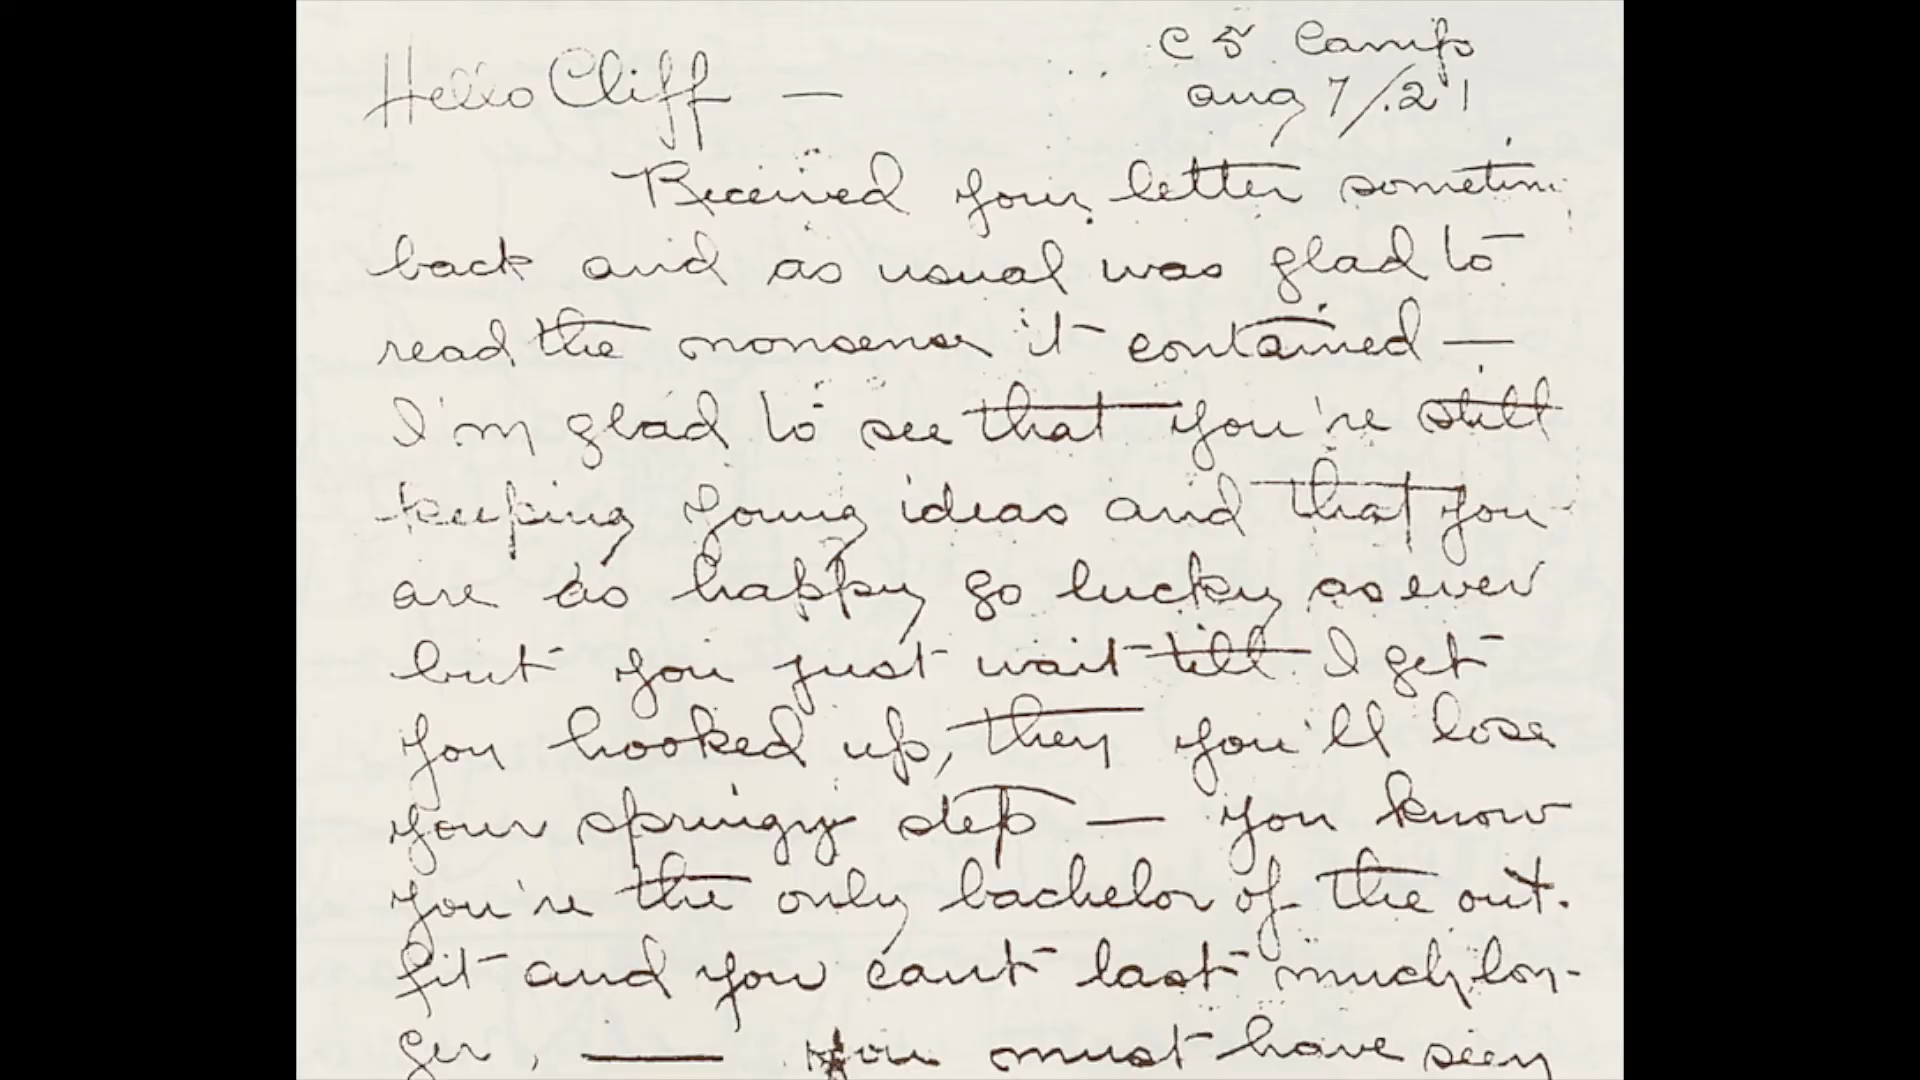 C 5 Camp
Hello Cliff —
aug 7/21
Received your letter sometim
back and as usual was glad to
read the nonsense it contained —
I'm glad to see that you're still
keeping young ideas and that you
are as happy go lucky as ever
but you just wait till I get
you hooked up, then you'll lose
your springy step — you know
you're the only bachelor of the out-
fit and you cant last much lon-
ger. — you must have seen